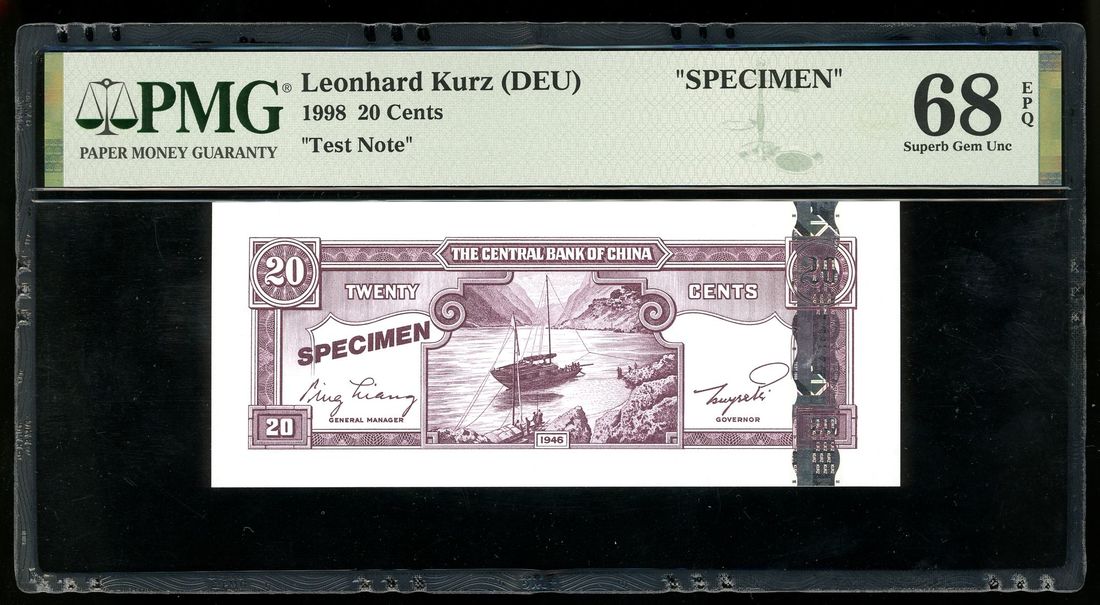 PMG®
PAPER MONEY GUARANTY
Leonhard Kurz (DEU)
1998 20 Cents
"Test Note"
"SPECIMEN"
68
EPQ
Superb Gem Unc
THE CENTRAL BANK OF CHINA
20
TWENTY
CENTS
20
SPECIMEN
GENERAL MANAGER
GOVERNOR
20
1946